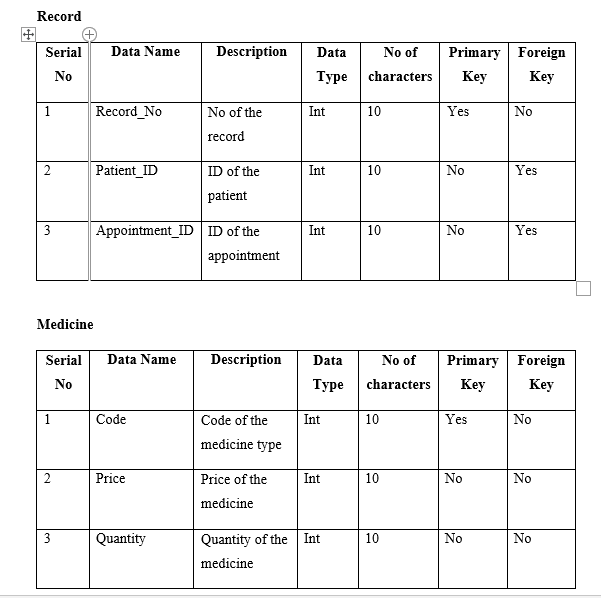 Record
Serial No Data Name Description Data Type No of characters Primary Key Foreign Key
1 Record_No No of the record Int 10 Yes No
2 Patient_ID ID of the patient Int 10 No Yes
3 Appointment_ID ID of the appointment Int 10 No Yes
Medicine
Serial No Data Name Description Data Type No of characters Primary Key Foreign Key
1 Code Code of the medicine type Int 10 Yes No
2 Price Price of the medicine Int 10 No No
3 Quantity Quantity of the medicine Int 10 No No